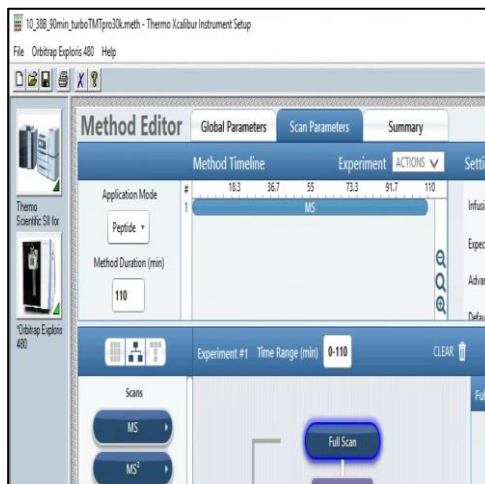 10_38B_90min_turboTMTpro30k.meth - Thermo Xcalibur Instrument Setup
File Orbitrap Exploris 480 Help
Method Editor Global Parameters Scan Parameters Summary
Method Timeline Experiment ACTIONS
Application Mode
# 18.3 36.7 55 73.3 91.7 110
1 MS
Peptide
Method Duration (min)
110
Thermo
Scientific SII for
*Orbitrap Exploris
480
Experiment #1 Time Range (min) 0-110 CLEAR
Scans
MS
MS²
Full Scan